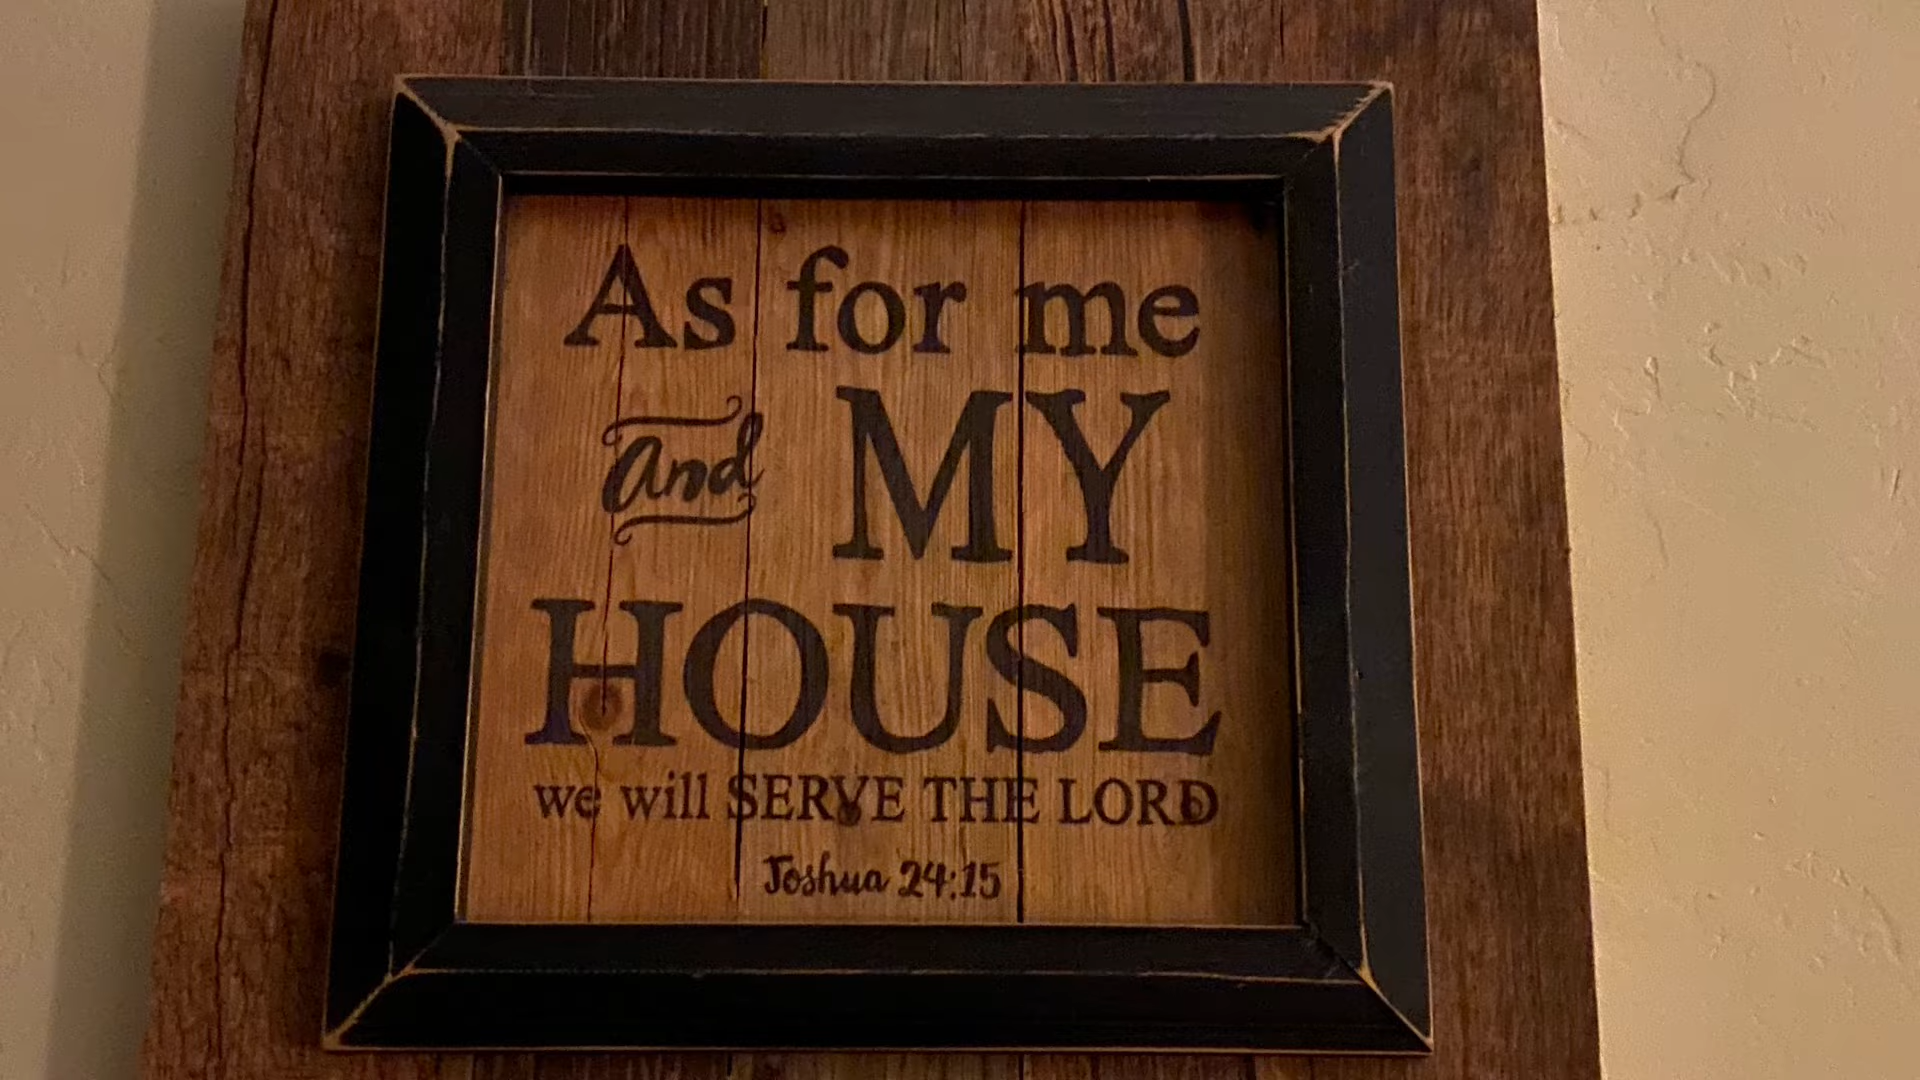 As for me
and MY
HOUSE
we will SERVE THE LORD
Joshua 24:15